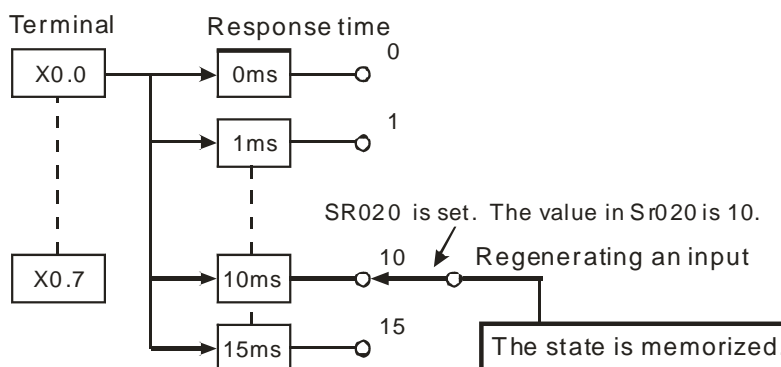 Terminal
Response time
X0.0
0ms
0
1ms
1
SR020 is set. The value in Sr020 is 10.
X0.7
10ms
10
Regenerating an input
15ms
15
The state is memorized